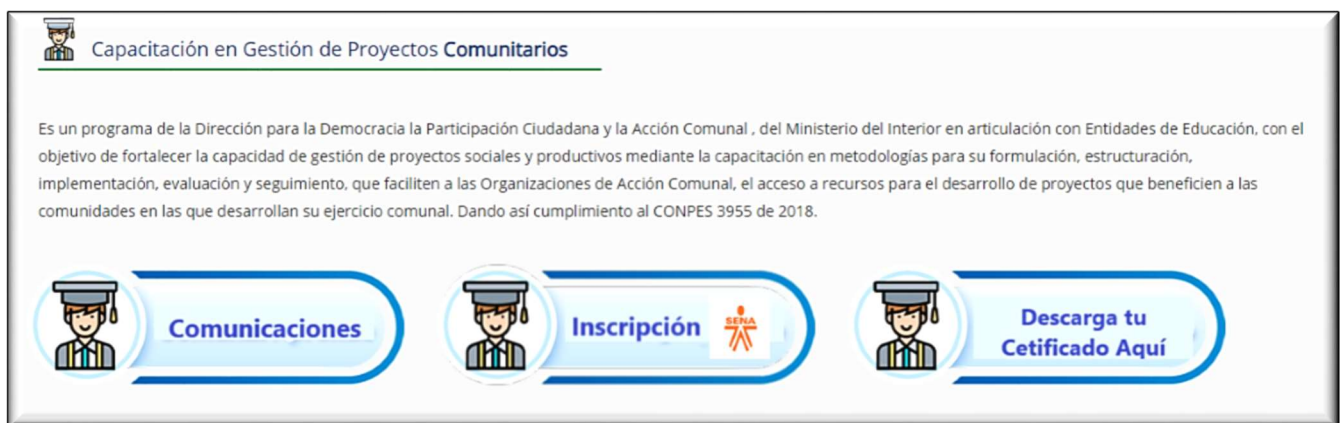 Capacitación en Gestión de Proyectos Comunitarios
Es un programa de la Dirección para la Democracia la Participación Ciudadana y la Acción Comunal , del Ministerio del Interior en articulación con Entidades de Educación, con el
objetivo de fortalecer la capacidad de gestión de proyectos sociales y productivos mediante la capacitación en metodologías para su formulación, estructuración,
implementación, evaluación y seguimiento, que faciliten a las Organizaciones de Acción Comunal, el acceso a recursos para el desarrollo de proyectos que beneficien a las
comunidades en las que desarrollan su ejercicio comunal. Dando así cumplimiento al CONPES 3955 de 2018.
Comunicaciones
Inscripción
SENA
Descarga tu
Cetificado Aquí